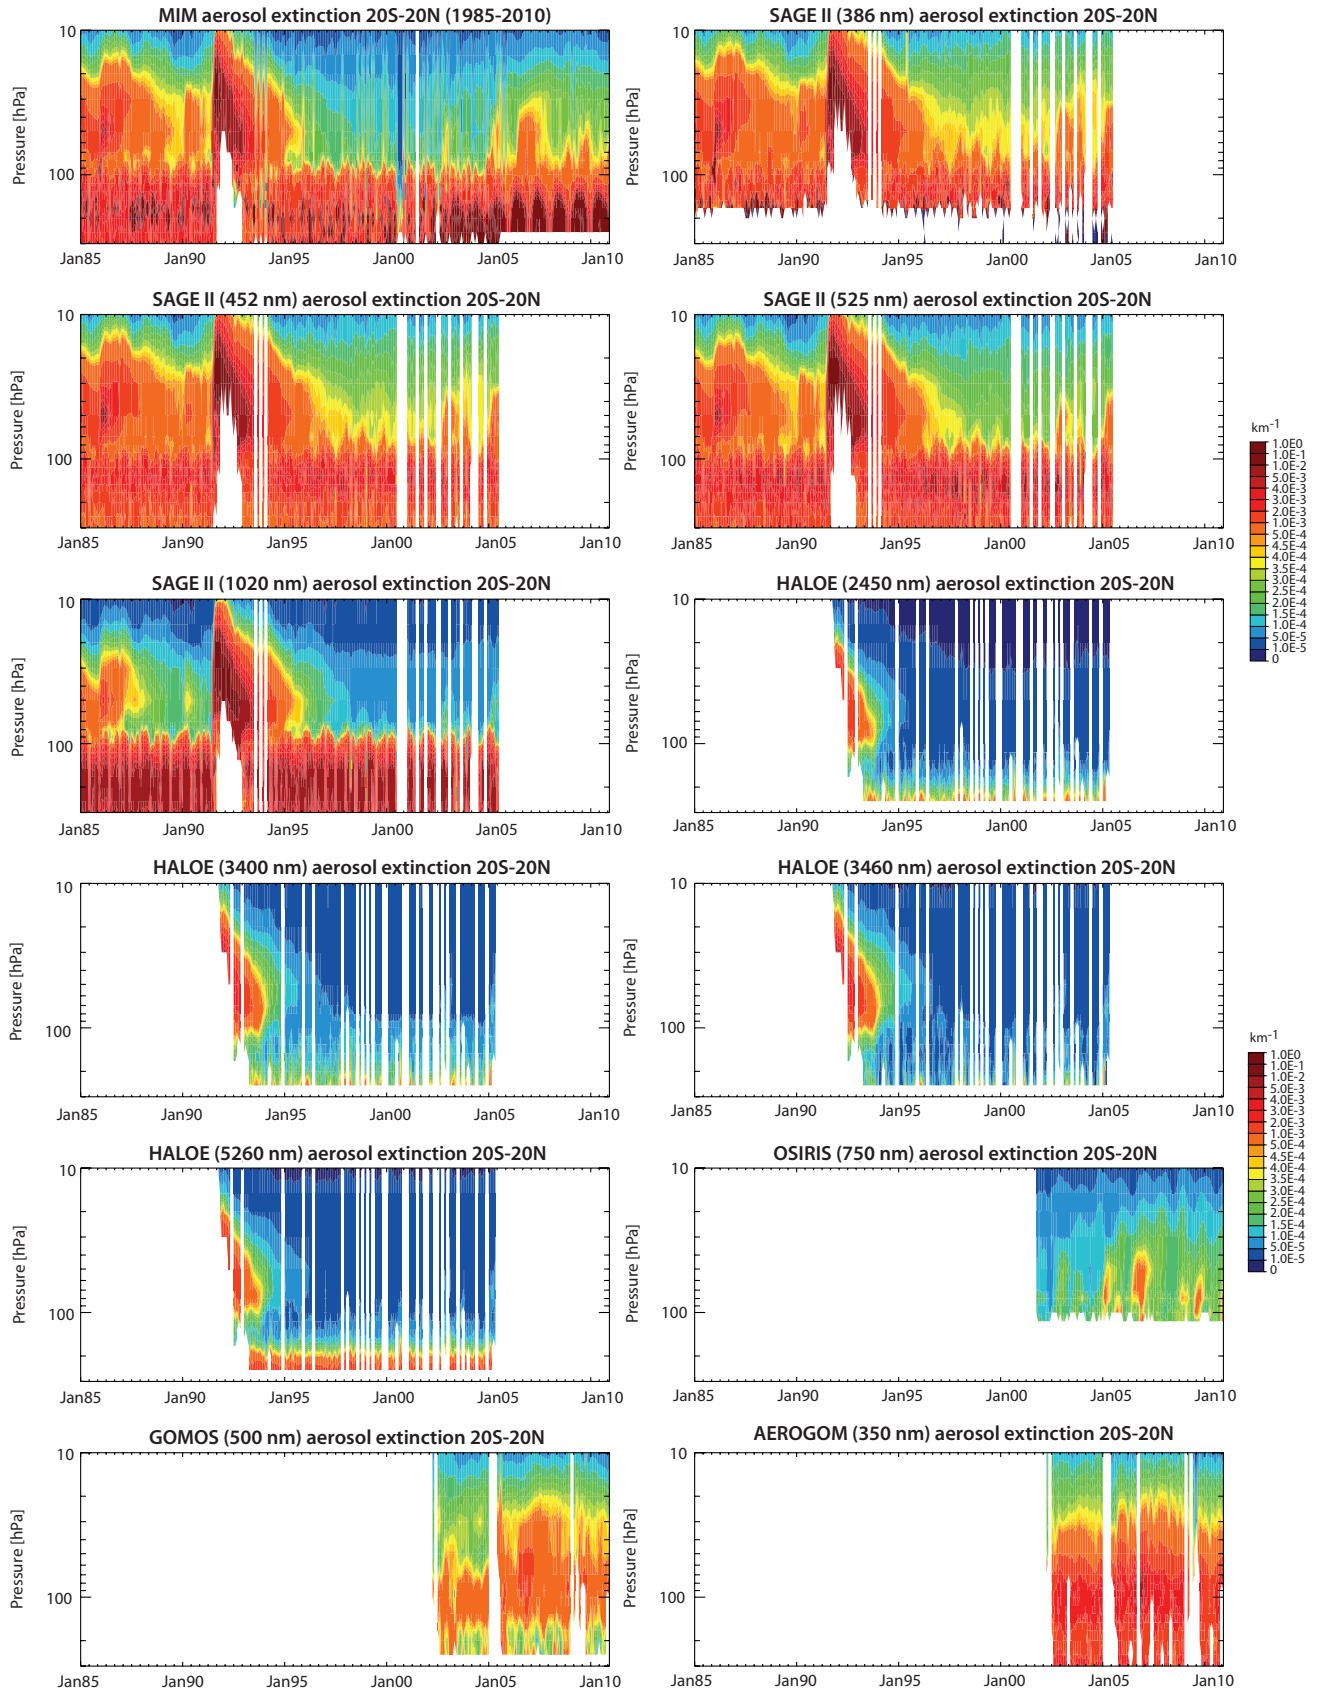 MIM aerosol extinction 20S-20N (1985-2010)
SAGE II (386 nm) aerosol extinction 20S-20N
10
100
Pressure [hPa]
Jan85 Jan90 Jan95 Jan00 Jan05 Jan10
10
100
Pressure [hPa]
Jan85 Jan90 Jan95 Jan00 Jan05 Jan10
SAGE II (452 nm) aerosol extinction 20S-20N
SAGE II (525 nm) aerosol extinction 20S-20N
10
100
Pressure [hPa]
Jan85 Jan90 Jan95 Jan00 Jan05 Jan10
10
100
Pressure [hPa]
Jan85 Jan90 Jan95 Jan00 Jan05 Jan10
km-1
1.0E0
1.0E-1
1.0E-2
5.0E-3
4.0E-3
3.0E-3
2.0E-3
1.0E-3
5.0E-4
4.5E-4
4.0E-4
3.5E-4
3.0E-4
2.5E-4
2.0E-4
1.5E-4
1.0E-4
5.0E-5
1.0E-5
0
SAGE II (1020 nm) aerosol extinction 20S-20N
HALOE (2450 nm) aerosol extinction 20S-20N
10
100
Pressure [hPa]
Jan85 Jan90 Jan95 Jan00 Jan05 Jan10
10
100
Pressure [hPa]
Jan85 Jan90 Jan95 Jan00 Jan05 Jan10
HALOE (3400 nm) aerosol extinction 20S-20N
HALOE (3460 nm) aerosol extinction 20S-20N
10
100
Pressure [hPa]
Jan85 Jan90 Jan95 Jan00 Jan05 Jan10
10
100
Pressure [hPa]
Jan85 Jan90 Jan95 Jan00 Jan05 Jan10
km-1
1.0E0
1.0E-1
1.0E-2
5.0E-3
4.0E-3
3.0E-3
2.0E-3
1.0E-3
5.0E-4
4.5E-4
4.0E-4
3.5E-4
3.0E-4
2.5E-4
2.0E-4
1.5E-4
1.0E-4
5.0E-5
1.0E-5
0
HALOE (5260 nm) aerosol extinction 20S-20N
OSIRIS (750 nm) aerosol extinction 20S-20N
10
100
Pressure [hPa]
Jan85 Jan90 Jan95 Jan00 Jan05 Jan10
10
100
Pressure [hPa]
Jan85 Jan90 Jan95 Jan00 Jan05 Jan10
GOMOS (500 nm) aerosol extinction 20S-20N
AEROGOM (350 nm) aerosol extinction 20S-20N
10
100
Pressure [hPa]
Jan85 Jan90 Jan95 Jan00 Jan05 Jan10
10
100
Pressure [hPa]
Jan85 Jan90 Jan95 Jan00 Jan05 Jan10